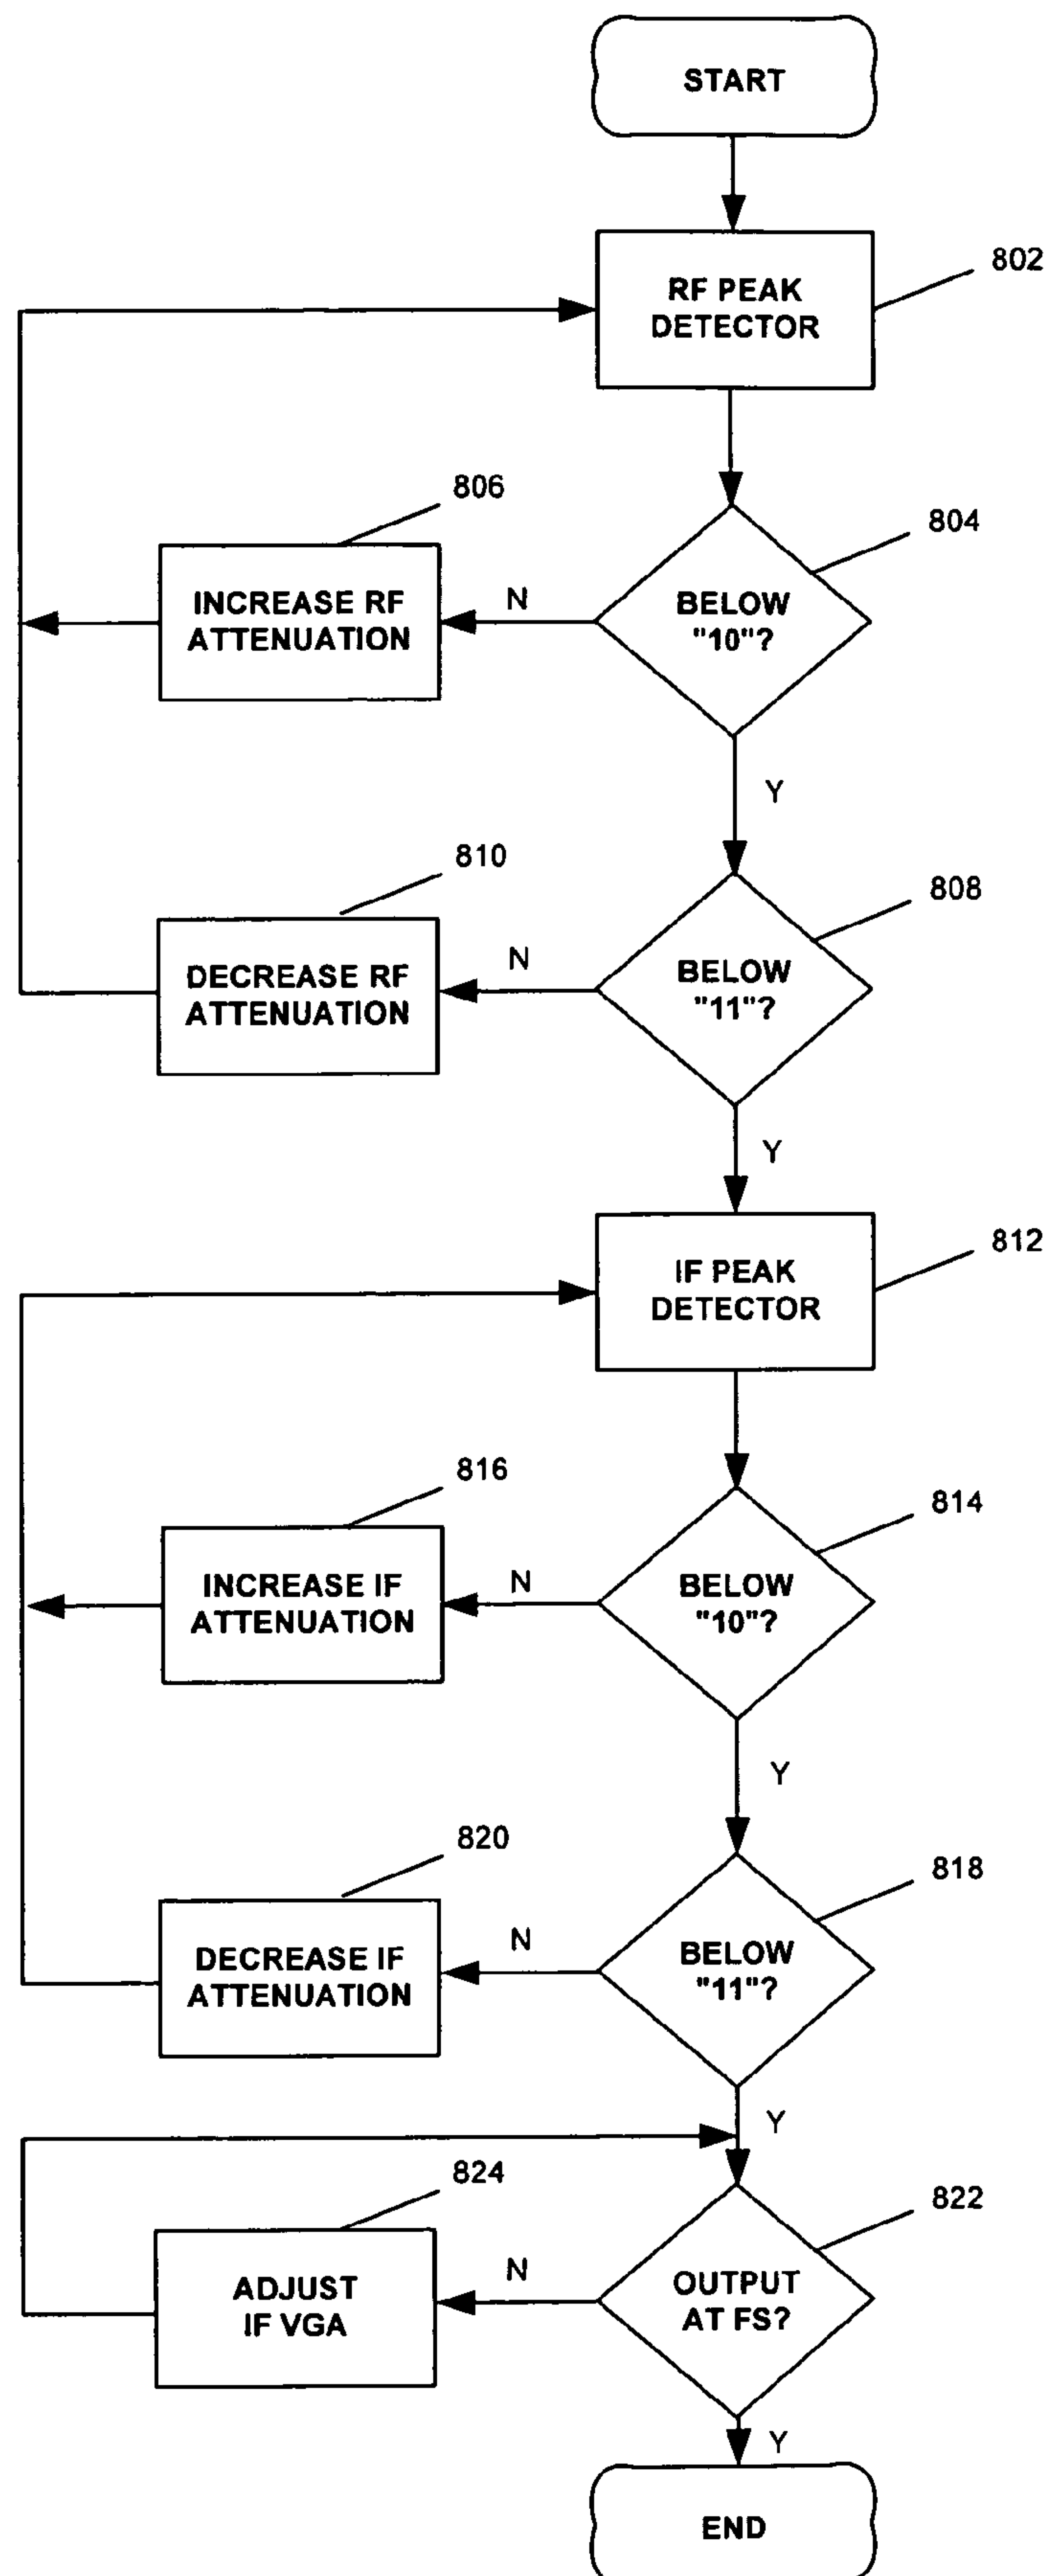 START
802
RF PEAK
DETECTOR
806
804
INCREASE RF
ATTENUATION
N
BELOW
"10"?
Y
810
808
DECREASE RF
ATTENUATION
N
BELOW
"11"?
Y
812
IF PEAK
DETECTOR
816
814
INCREASE IF
ATTENUATION
N
BELOW
"10"?
Y
820
818
DECREASE IF
ATTENUATION
N
BELOW
"11"?
Y
824
822
ADJUST
IF VGA
N
OUTPUT
AT FS?
Y
END